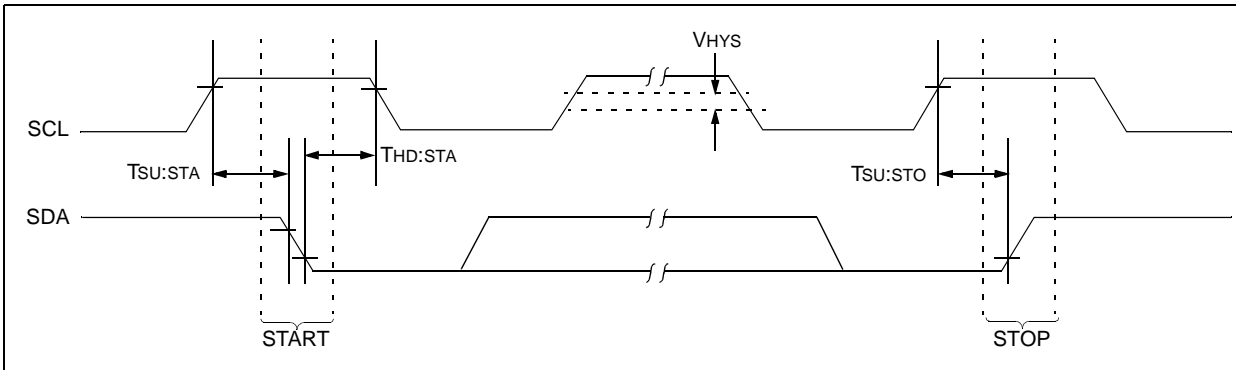 VHYS
SCL
TSU:STA
THD:STA
TSU:STO
SDA
START
STOP